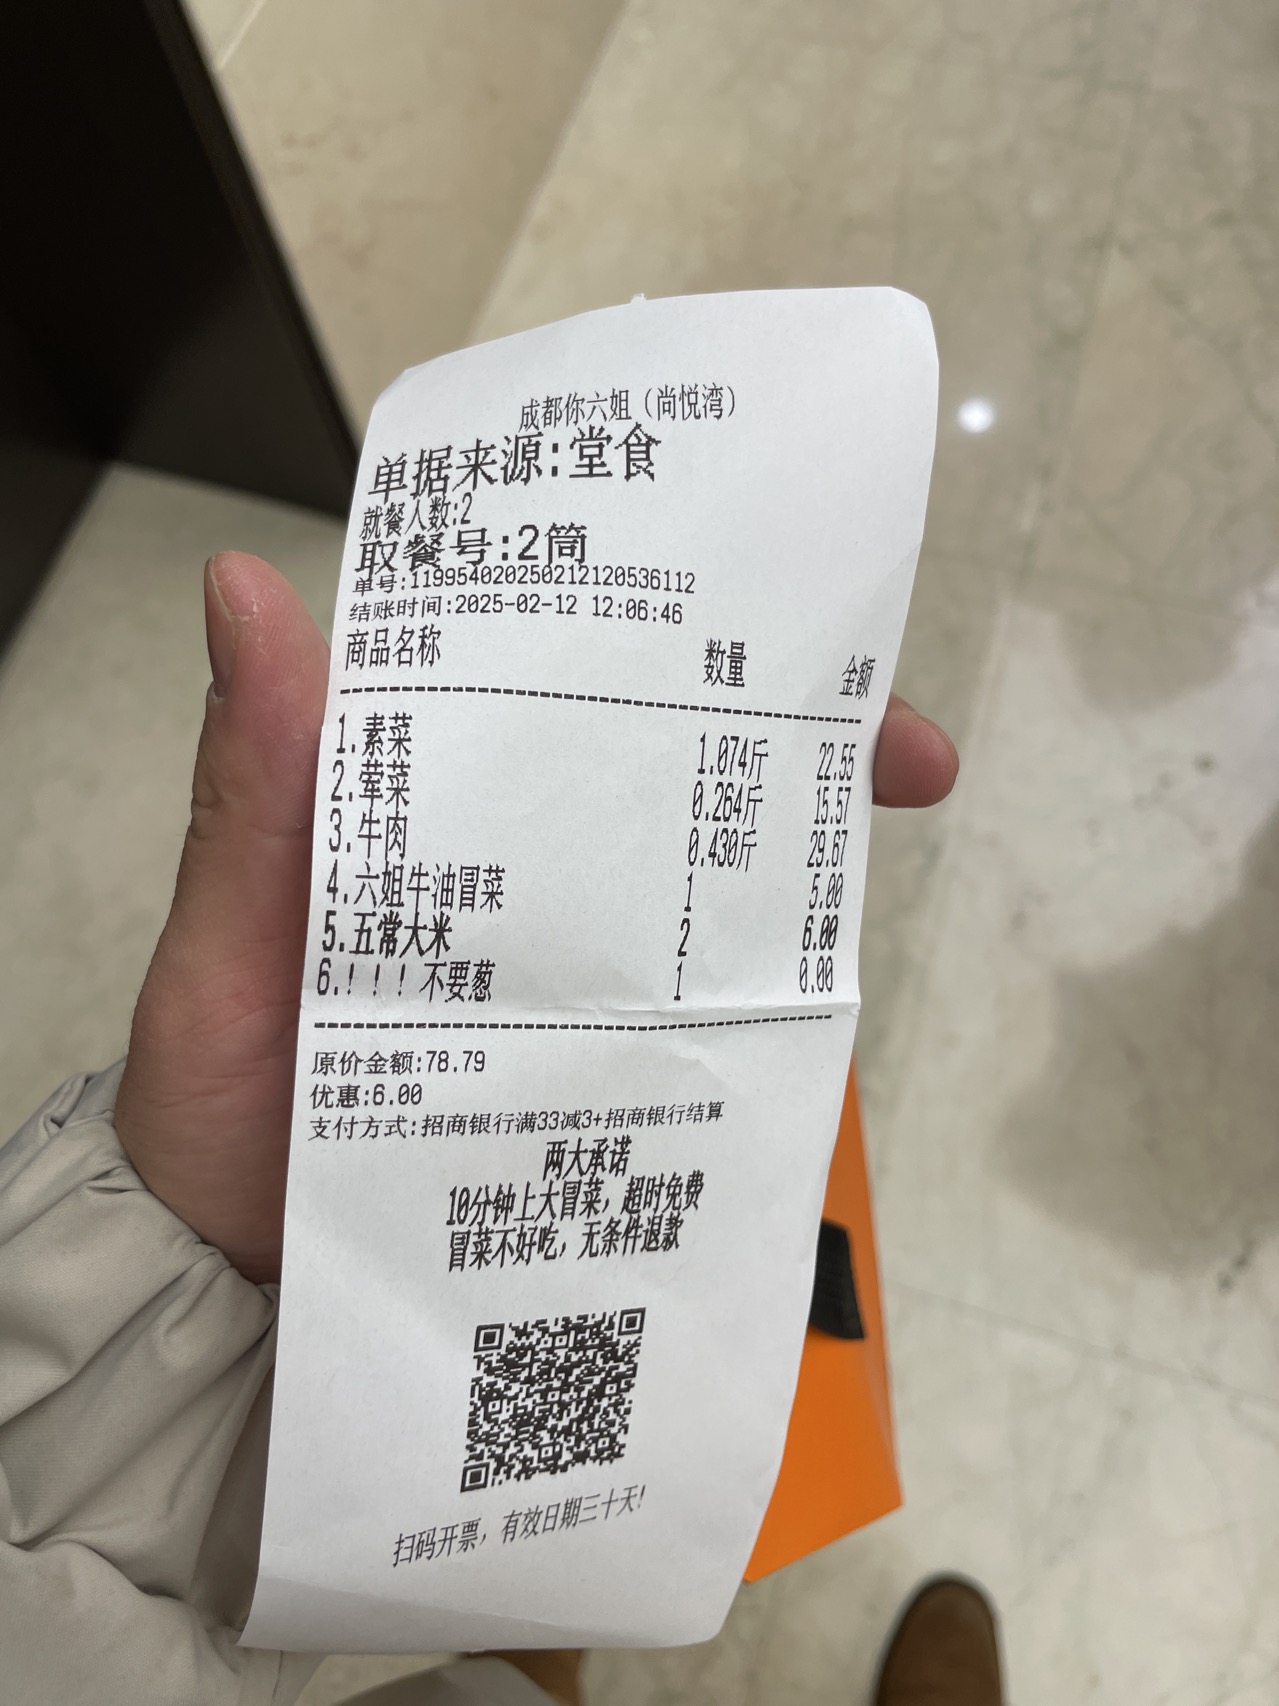 成都你六姐（尚悦湾）
单据来源:堂食
就餐人数:2
取餐号:2筒
单号:119954020250212120536112
结账时间:2025-02-12 12:06:46
商品名称 数量 金额
1.素菜 1.074斤 22.55
2.荤菜 0.264斤 15.57
3.牛肉 0.430斤 29.67
4.六姐牛油冒菜 1 5.00
5.五常大米 2 6.00
6.！！！不要葱 1 0.00
原价金额:78.79
优惠:6.00
支付方式:招商银行满33减3+招商银行结算
两大承诺
10分钟上大冒菜，超时免费
冒菜不好吃，无条件退款
扫码开票，有效日期三十天!